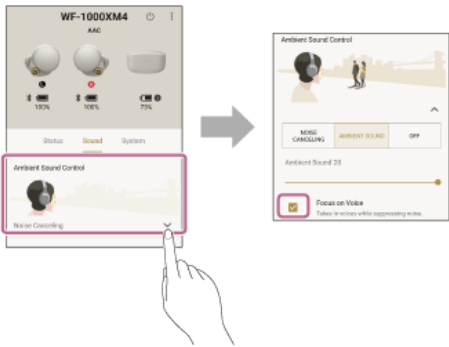 WF-1000XM4
AAC
L
R
100%
100%
75%
Status Sound System
Ambient Sound Control
Noise Canceling
Ambient Sound Control
NOISE CANCELING
AMBIENT SOUND
OFF
Ambient Sound 20
Focus on Voice
Takes in voices while suppressing noise.